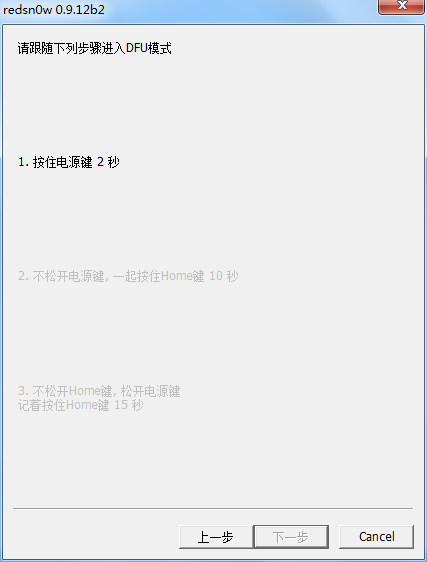 redsn0w 0.9.12b2
请跟随下列步骤进入DFU模式
1. 按住电源键 2 秒
2. 不松开电源键, 一起按住Home键 10 秒
3. 不松开Home键, 松开电源键
记着按住Home键 15 秒
上一步
下一步
Cancel